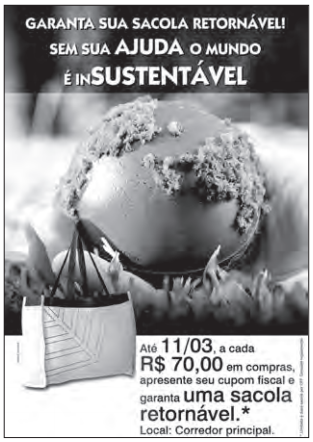 GARANTA SUA SACOLA RETORNÁVEL!
SEM SUA AJUDA O MUNDO
É INSUSTENTÁVEL
Até 11/03, a cada
R$ 70,00 em compras,
apresente seu cupom fiscal e
garanta uma sacola
retornável.*
Local: Corredor principal.